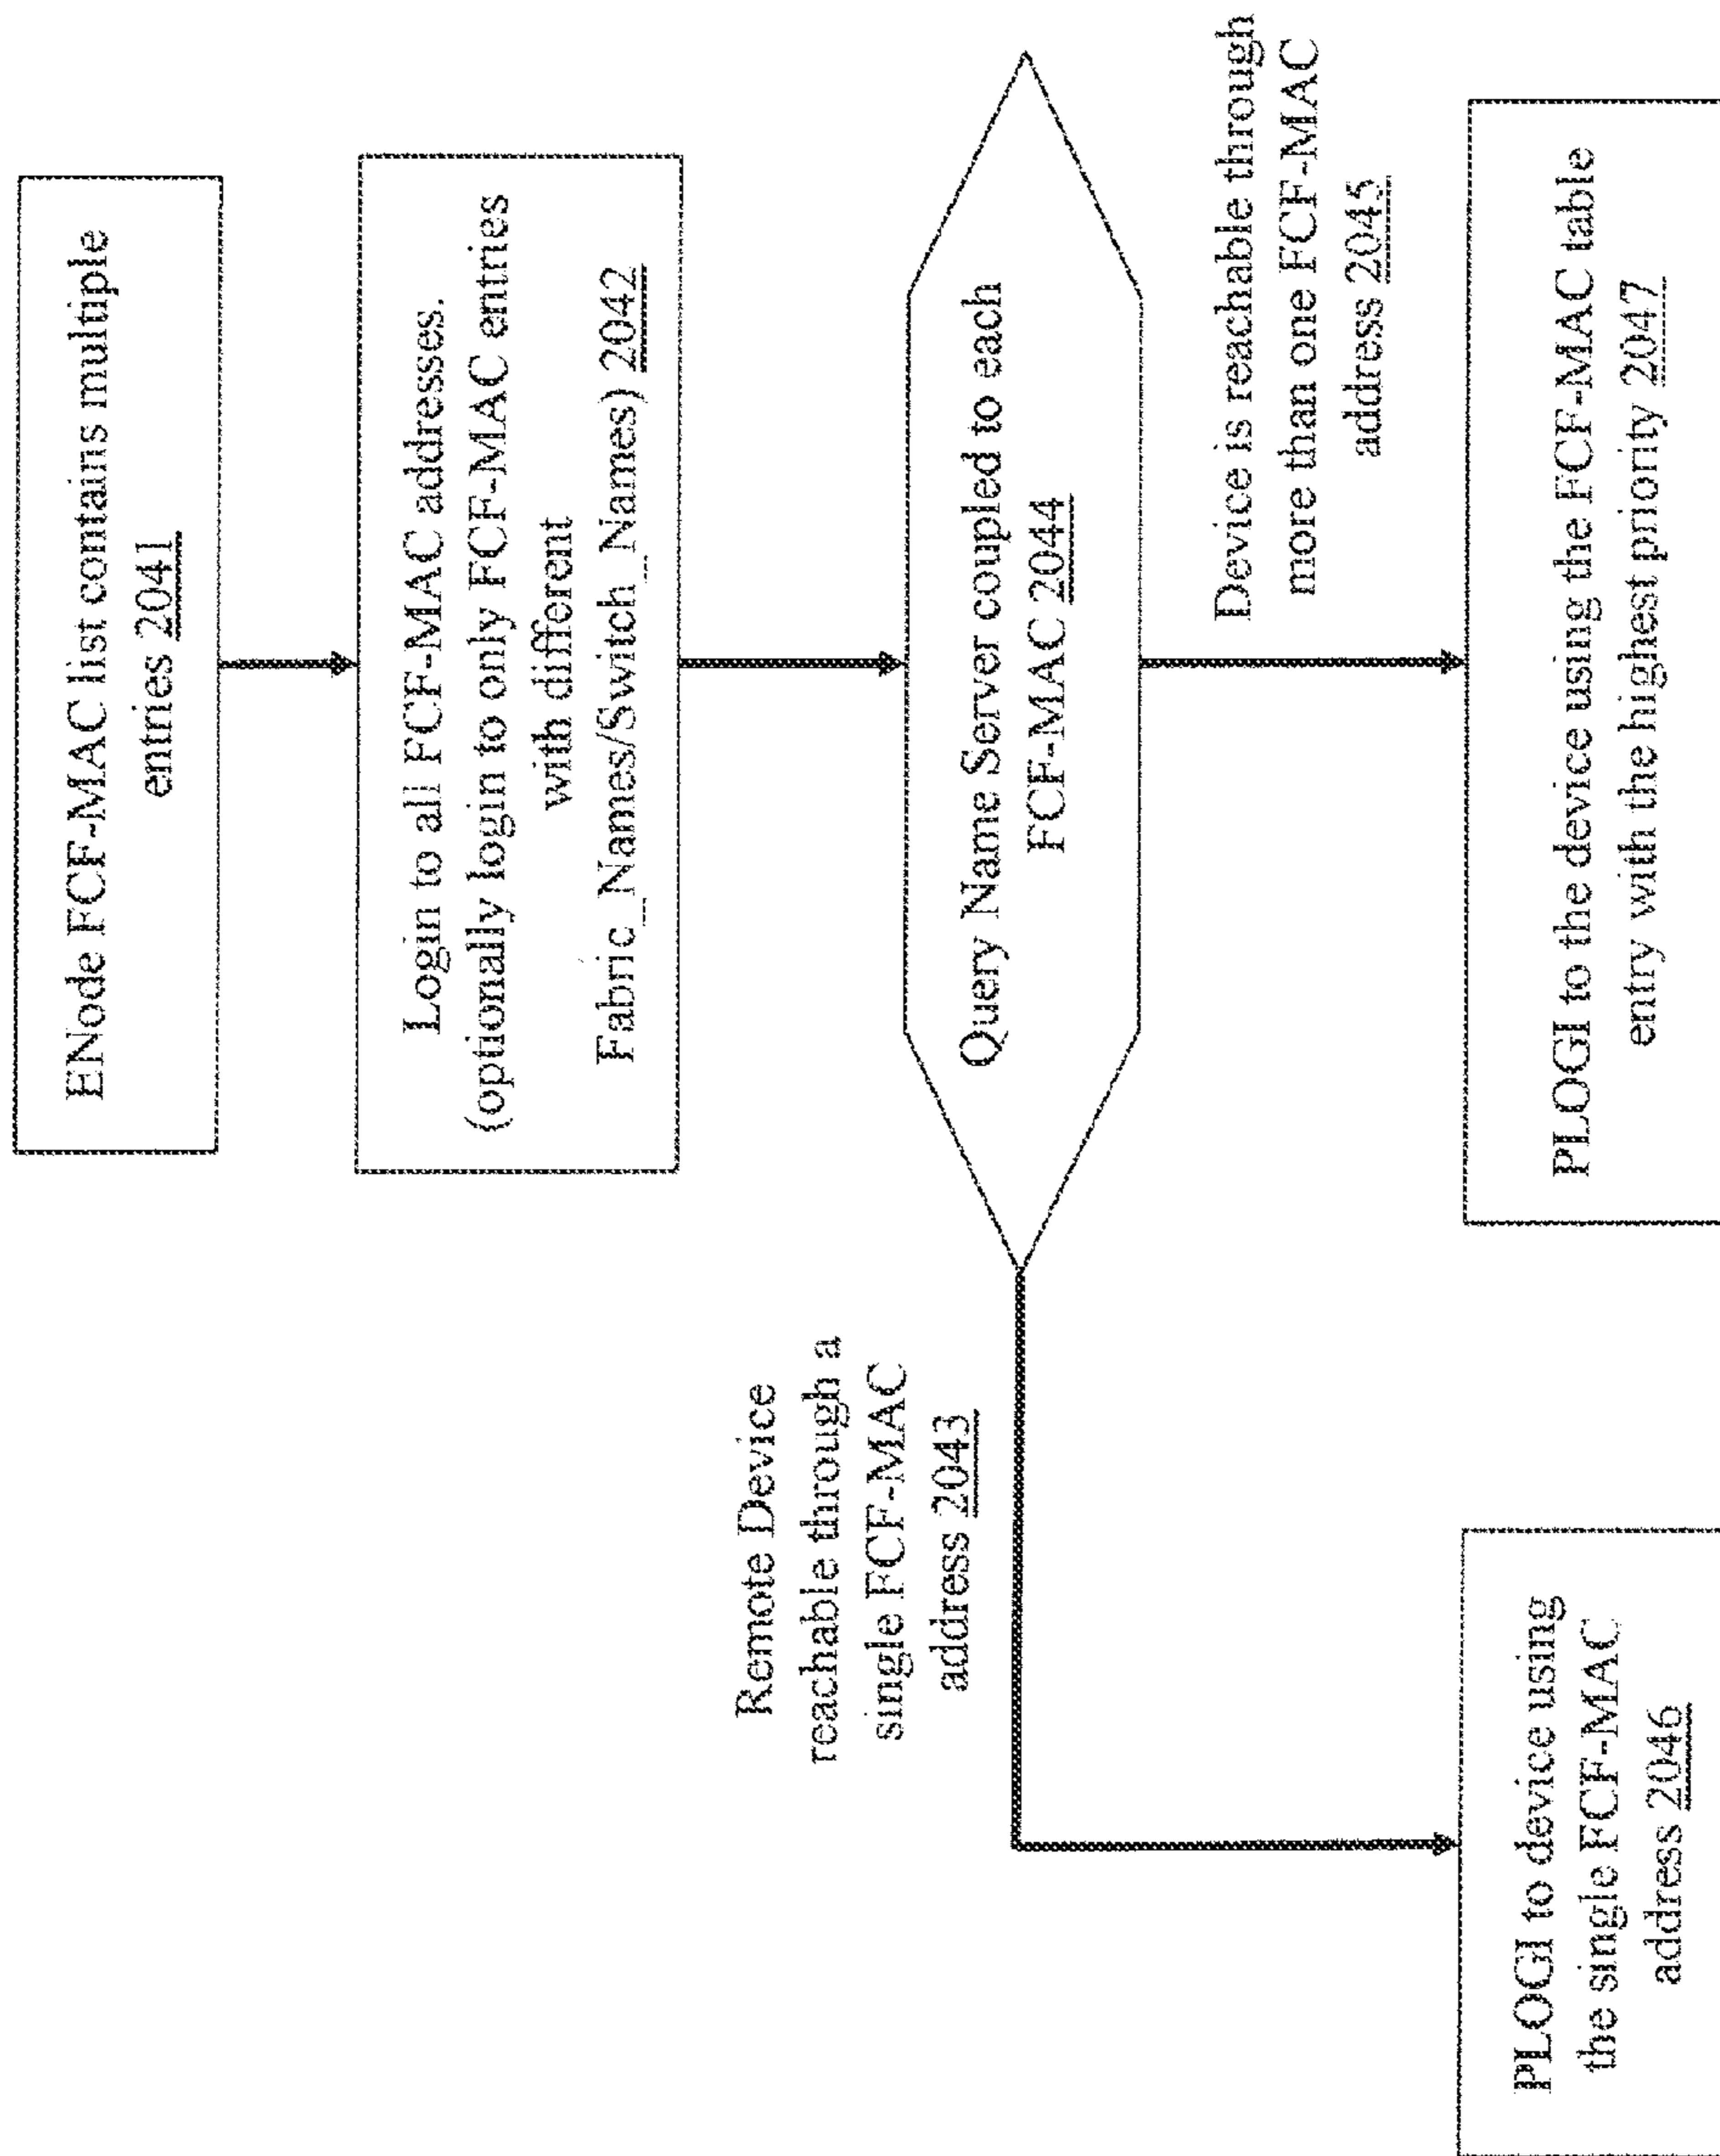 ENode FCF-MAC list contains multiple
entries 2041
Login to all FCF-MAC addresses.
(optionally login to only FCF-MAC entries
with different
Fabric_Names/Switch_Names) 2042
Query Name Server coupled to each
FCF-MAC 2044
Remote Device
reachable through a
single FCF-MAC
address 2043
Device is reachable through
more than one FCF-MAC
address 2045
PLOGI to device using
the single FCF-MAC
address 2046
PLOGI to the device using the FCF-MAC table
entry with the highest priority 2047